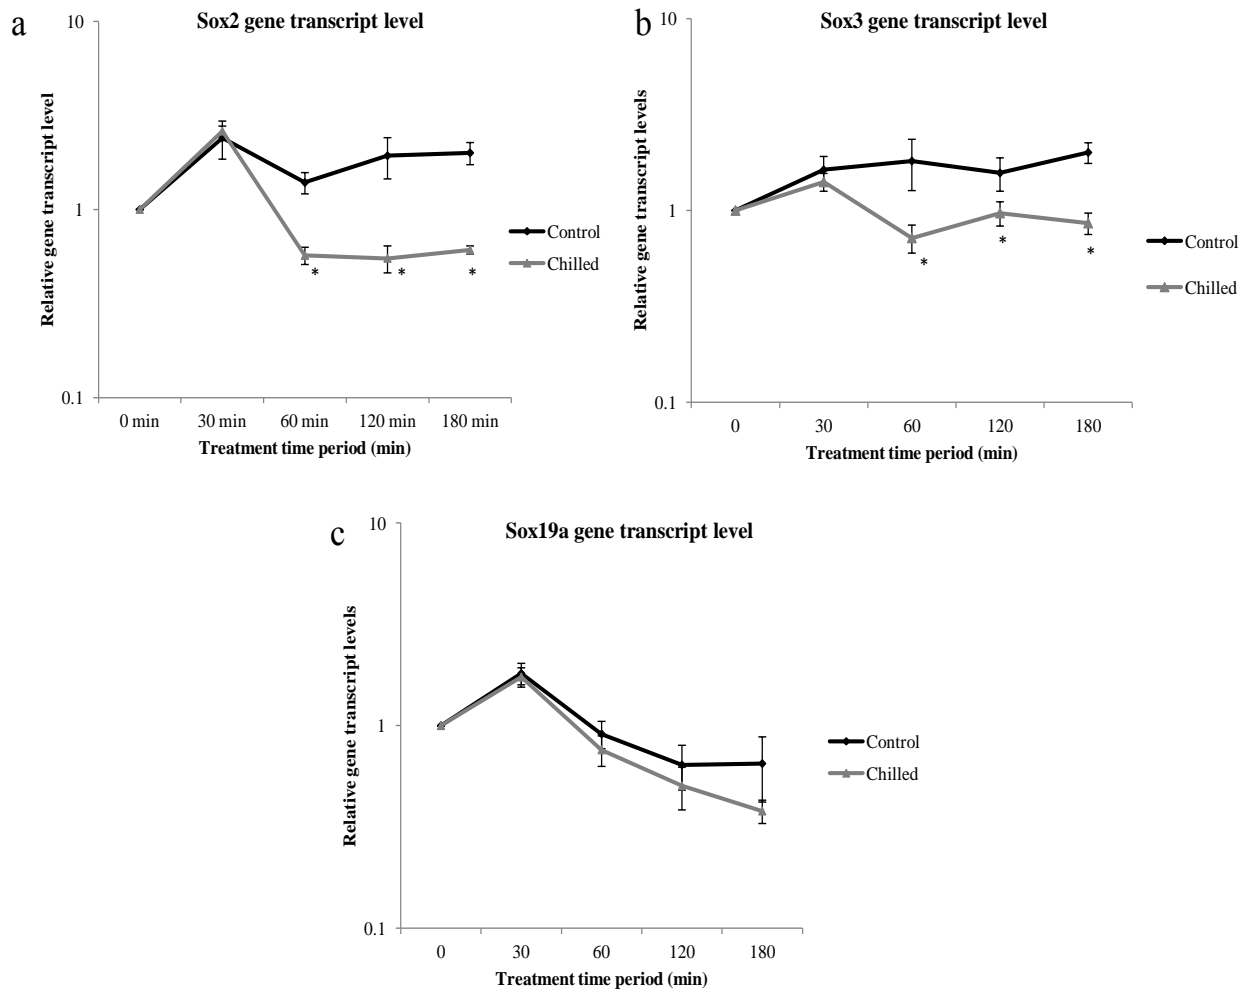 a
Sox2 gene transcript level
10
1
0.1
Relative gene transcript level
0 min
30 min
60 min
120 min
180 min
Treatment time period (min)
Control
Chilled
*
*
*
b
Sox3 gene transcript level
10
1
0.1
Relative gene transcript levels
0
30
60
120
180
Treatment time period (min)
Control
Chilled
*
*
*
c
Sox19a gene transcript level
10
1
0.1
Relative gene transcript levels
0
30
60
120
180
Treatment time period (min)
Control
Chilled